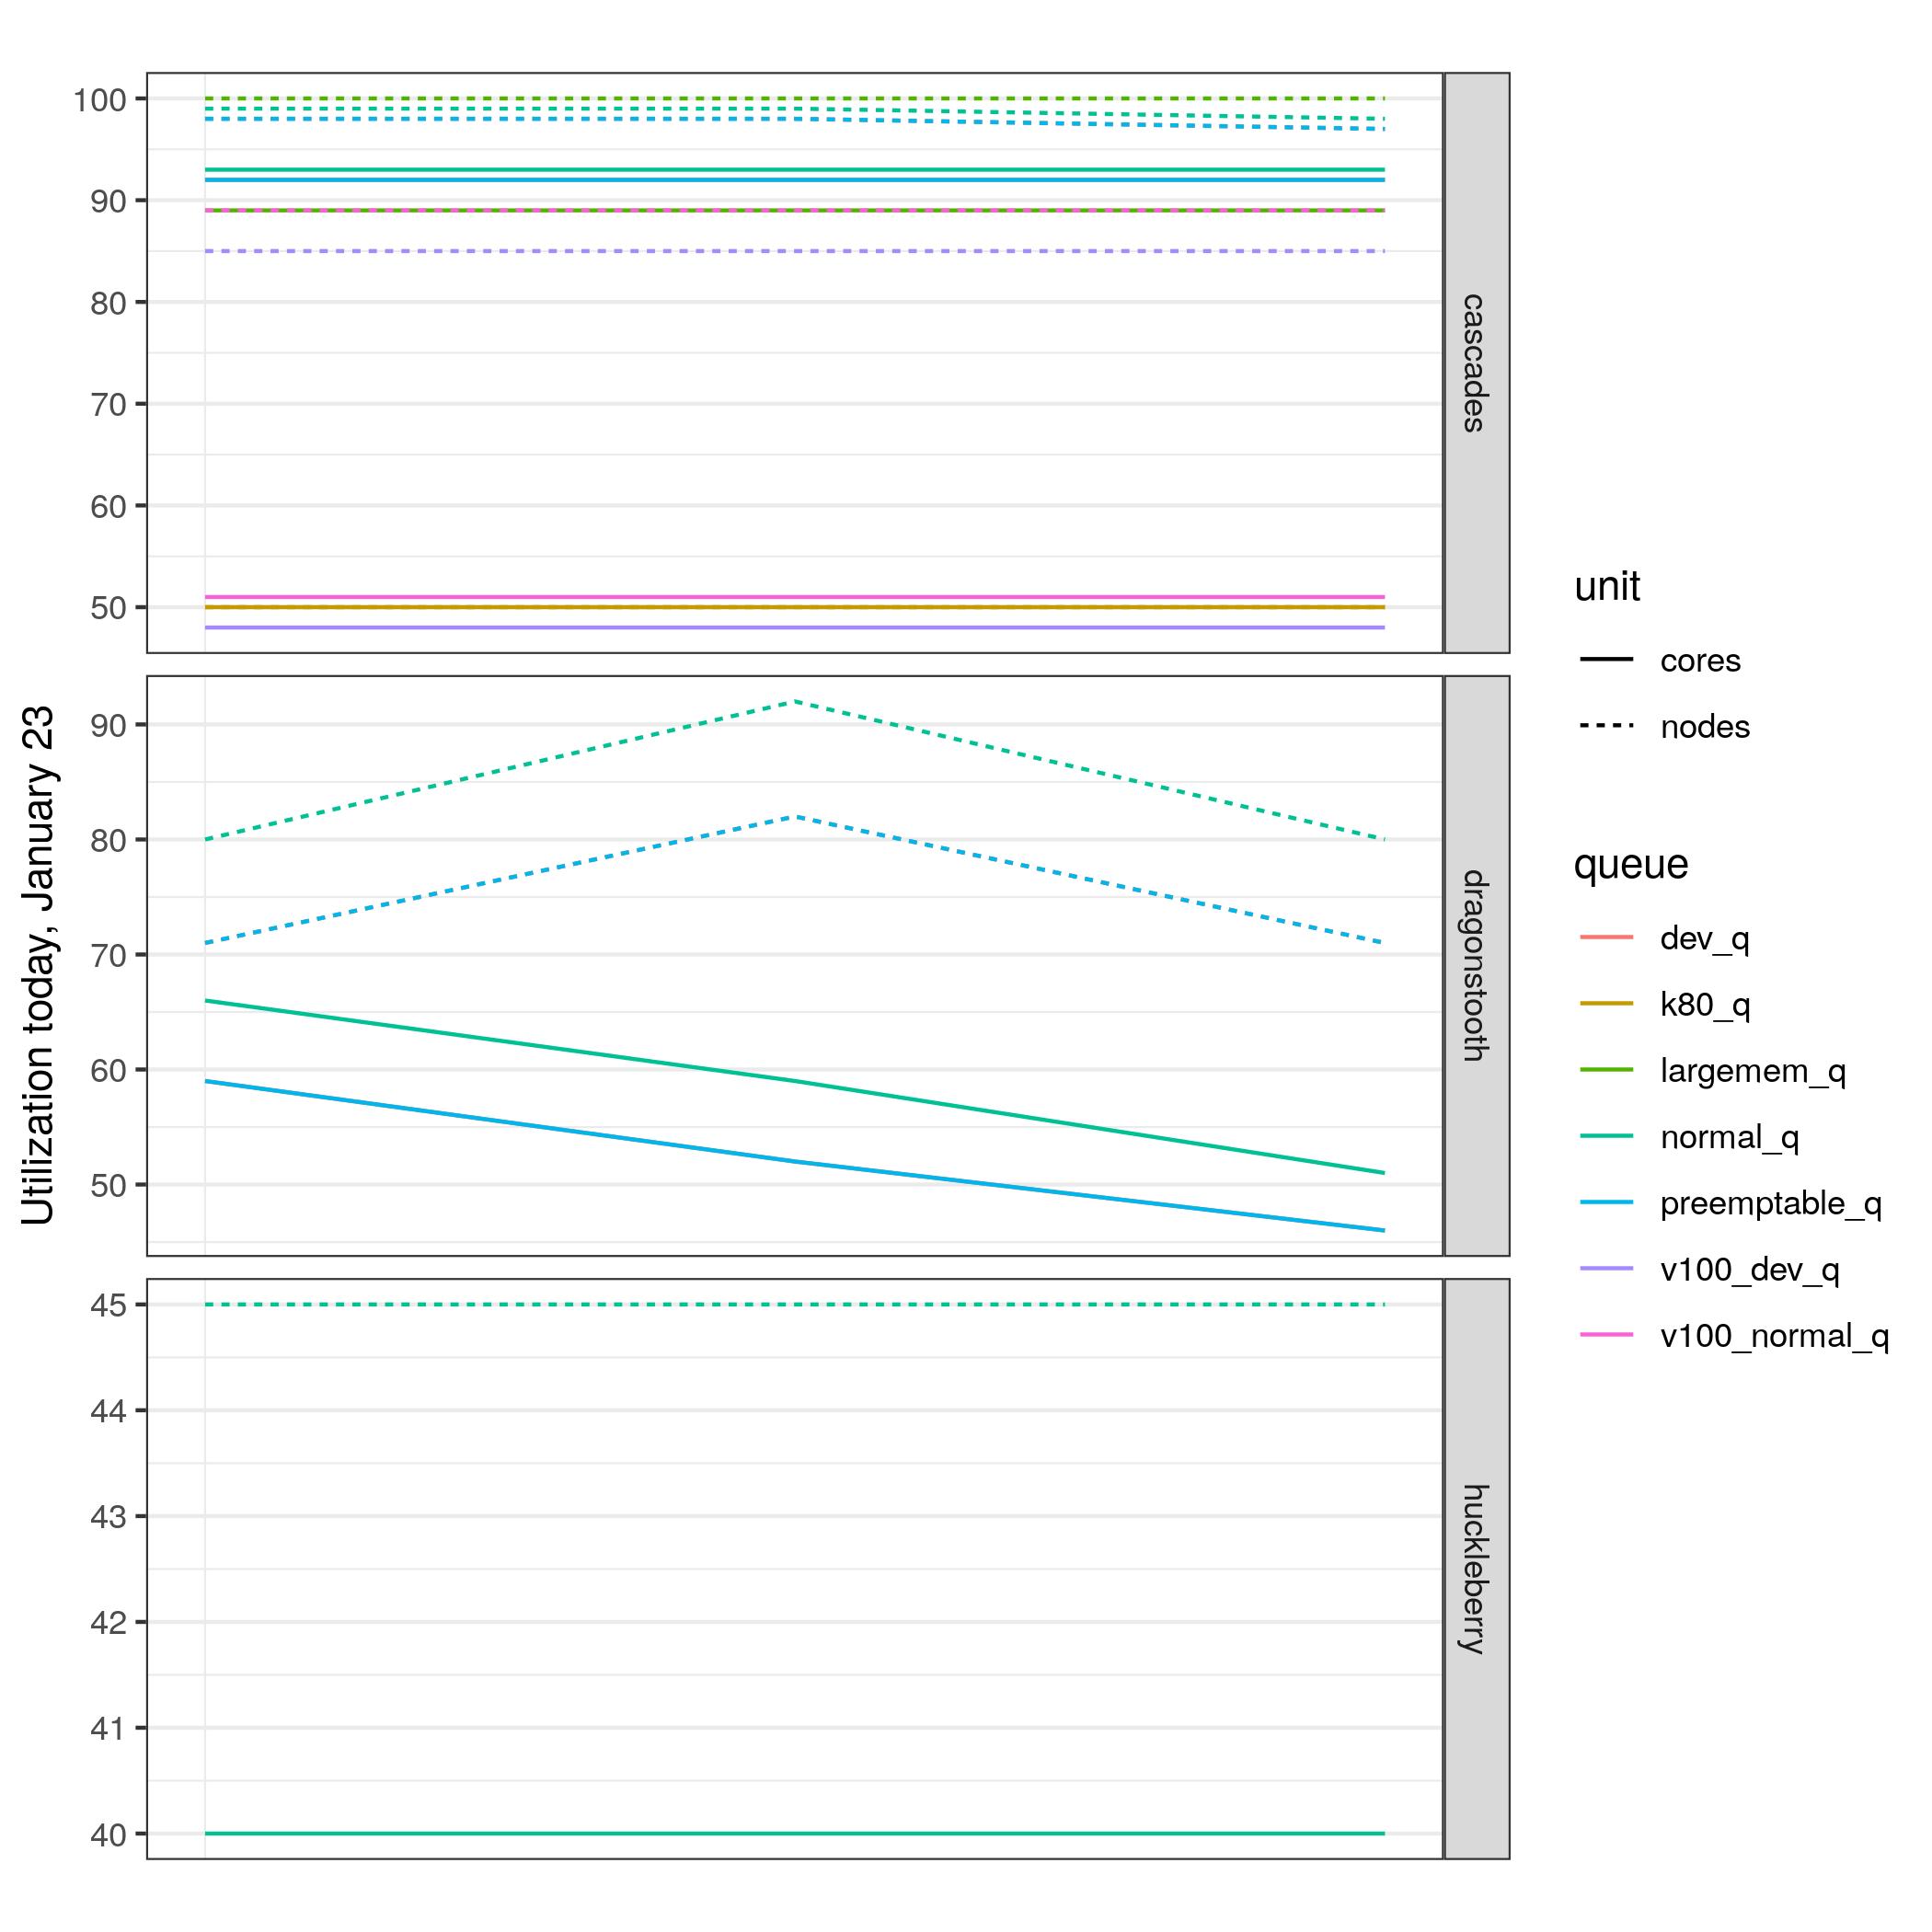 Utilization today, January 23
100
90
80
70
60
50
cascades
90
80
70
60
50
dragonstooth
45
44
43
42
41
40
huckleberry
unit
cores
nodes
queue
dev_q
k80_q
largemem_q
normal_q
preemptable_q
v100_dev_q
v100_normal_q